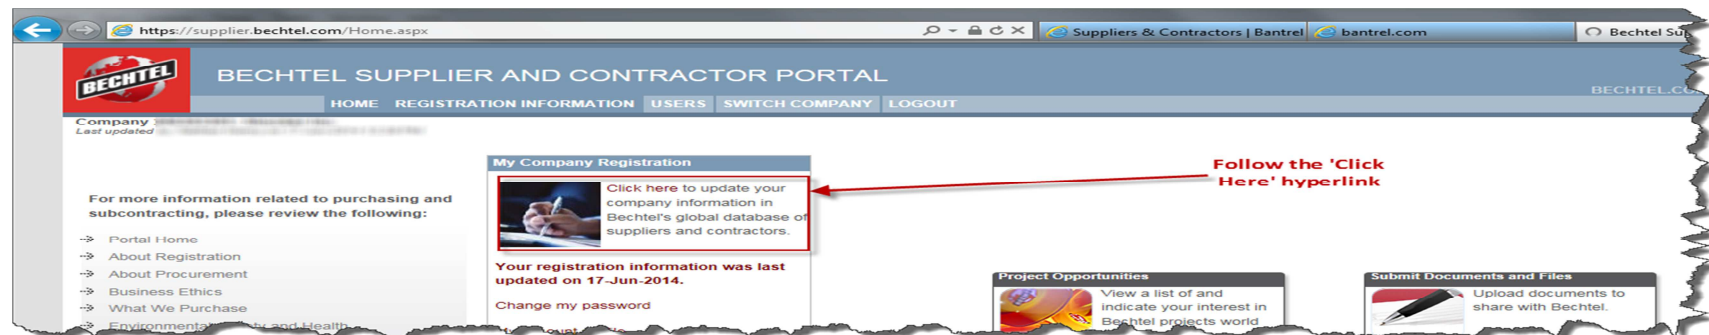 https://supplier.bechtel.com/Home.aspx
Suppliers & Contractors | Bantrel
bantrel.com
Bechtel
BECHTEL
BECHTEL SUPPLIER AND CONTRACTOR PORTAL
HOME REGISTRATION INFORMATION USERS SWITCH COMPANY LOGOUT
Company
Last updated
For more information related to purchasing and
subcontracting, please review the following:
Portal Home
About Registration
About Procurement
Business Ethics
What We Purchase
My Company Registration
Click here to update your
company information in
Bechtel's global database of
suppliers and contractors.
Your registration information was last
updated on 17-Jun-2014.
Change my password
Follow the 'Click
Here' hyperlink
Project Opportunities
View a list of and
indicate your interest in
Bechtel projects world
Submit Documents and Files
Upload documents to
share with Bechtel.